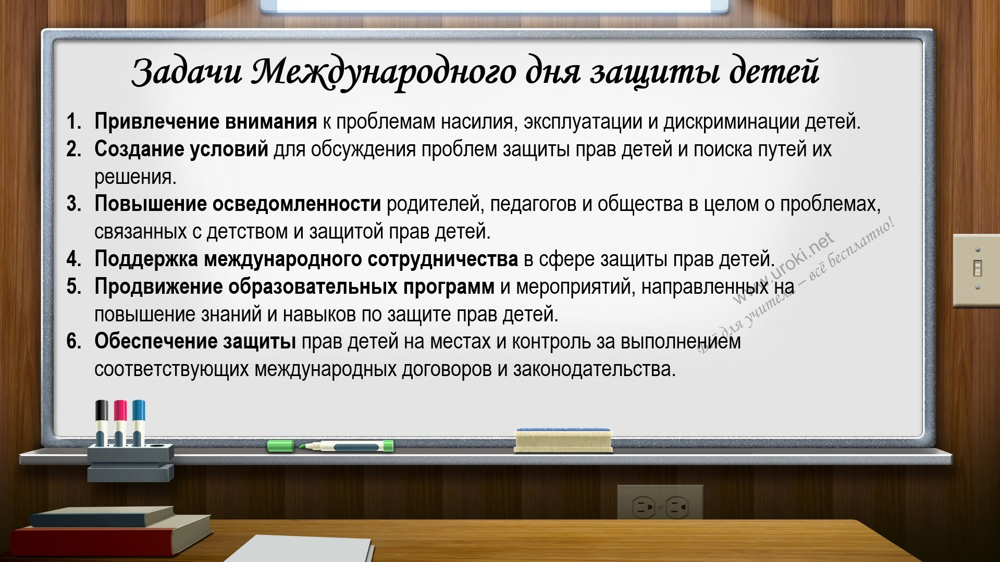 Задачи Международного дня защиты детей
1. Привлечение внимания к проблемам насилия, эксплуатации и дискриминации детей.
2. Создание условий для обсуждения проблем защиты прав детей и поиска путей их
решения.
3. Повышение осведомленности родителей, педагогов и общества в целом о проблемах,
связанных с детством и защитой прав детей.
4. Поддержка международного сотрудничества в сфере защиты прав детей.
5. Продвижение образовательных программ и мероприятий, направленных на
повышение знаний и навыков по защите прав детей.
6. Обеспечение защиты прав детей на местах и контроль за выполнением
соответствующих международных договоров и законодательства.
www.uroki.net
Всё для учителя – всё бесплатно!